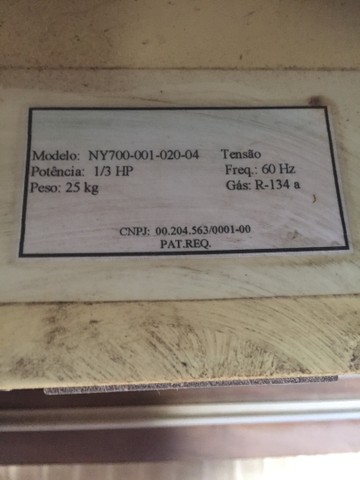 Modelo: NY700-001-020-04 Tensão
Potência: 1/3 HP Freq.: 60 Hz
Peso: 25 kg Gás: R-134 a
CNPJ: 00.204.563/0001-00
PAT.REQ.